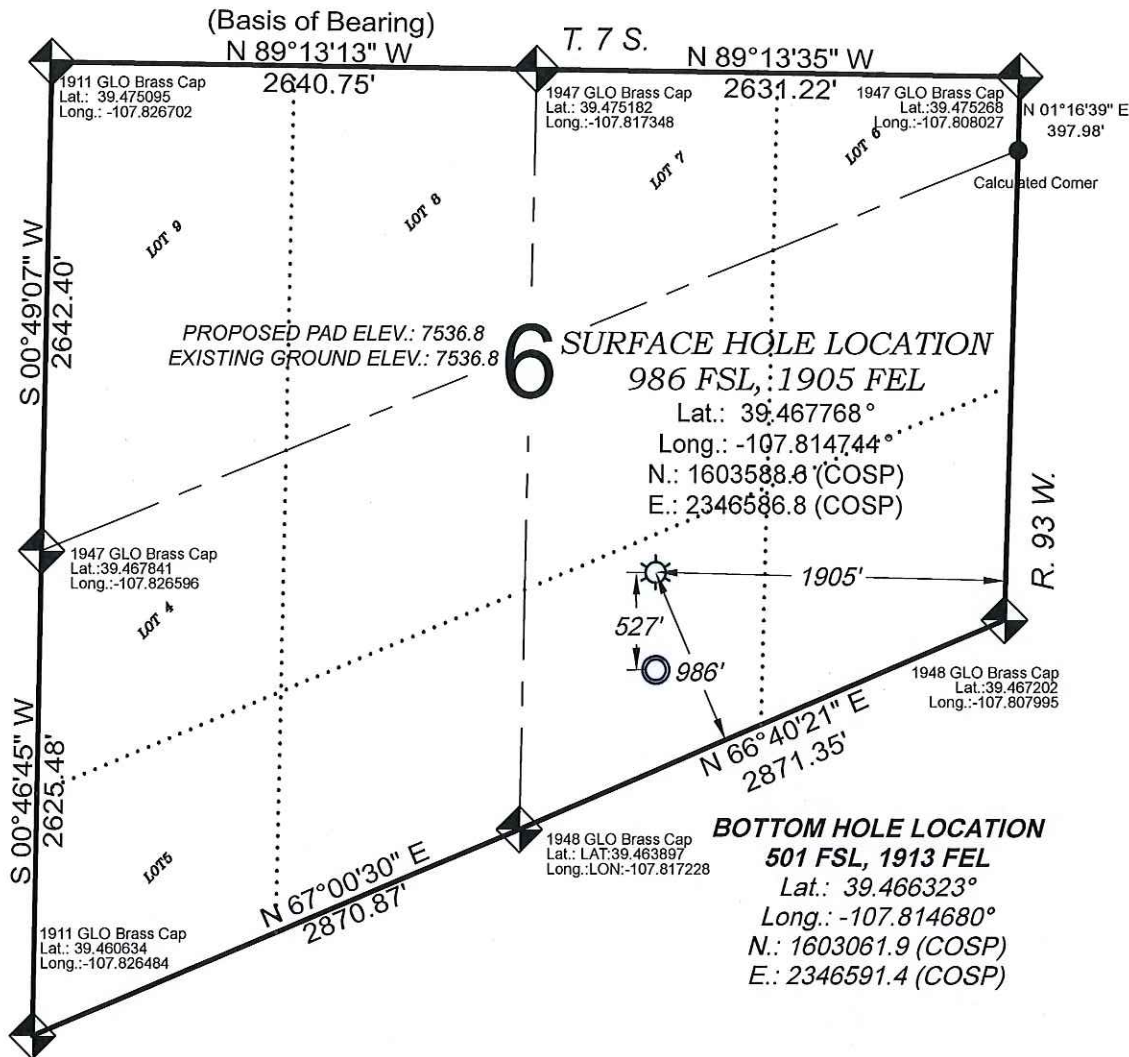 (Basis of Bearing)
N 89°13'13" W
2640.75'
T. 7 S.
N 89°13'35" W
2631.22'
1911 GLO Brass Cap
Lat.: 39.475095
Long.: -107.826702
1947 GLO Brass Cap
Lat.: 39.475182
Long.:-107.817348
1947 GLO Brass Cap
Lat.:39.475268
Long.:-107.808027
N 01°16'39" E
397.98'
Calculated Corner
LOT 6
LOT 7
LOT 8
LOT 9
S 00°49'07" W
2642.40'
PROPOSED PAD ELEV.: 7536.8
EXISTING GROUND ELEV.: 7536.8
6
SURFACE HOLE LOCATION
986 FSL, 1905 FEL
Lat.: 39.467768°
Long.: -107.814744°
N.: 1603588.6 (COSP)
E.: 2346586.8 (COSP)
R. 93 W.
1947 GLO Brass Cap
Lat.:39.467841
Long.:-107.826596
LOT 4
1905'
527'
986'
1948 GLO Brass Cap
Lat.:39.467202
Long.:-107.807995
N 66°40'21" E
2871.35'
S 00°46'45" W
2625.48'
LOT5
1948 GLO Brass Cap
Lat.: LAT:39.463897
Long.:LON:-107.817228
N 67°00'30" E
2870.87'
1911 GLO Brass Cap
Lat.: 39.460634
Long.:-107.826484
BOTTOM HOLE LOCATION
501 FSL, 1913 FEL
Lat.: 39.466323°
Long.: -107.814680°
N.: 1603061.9 (COSP)
E.: 2346591.4 (COSP)